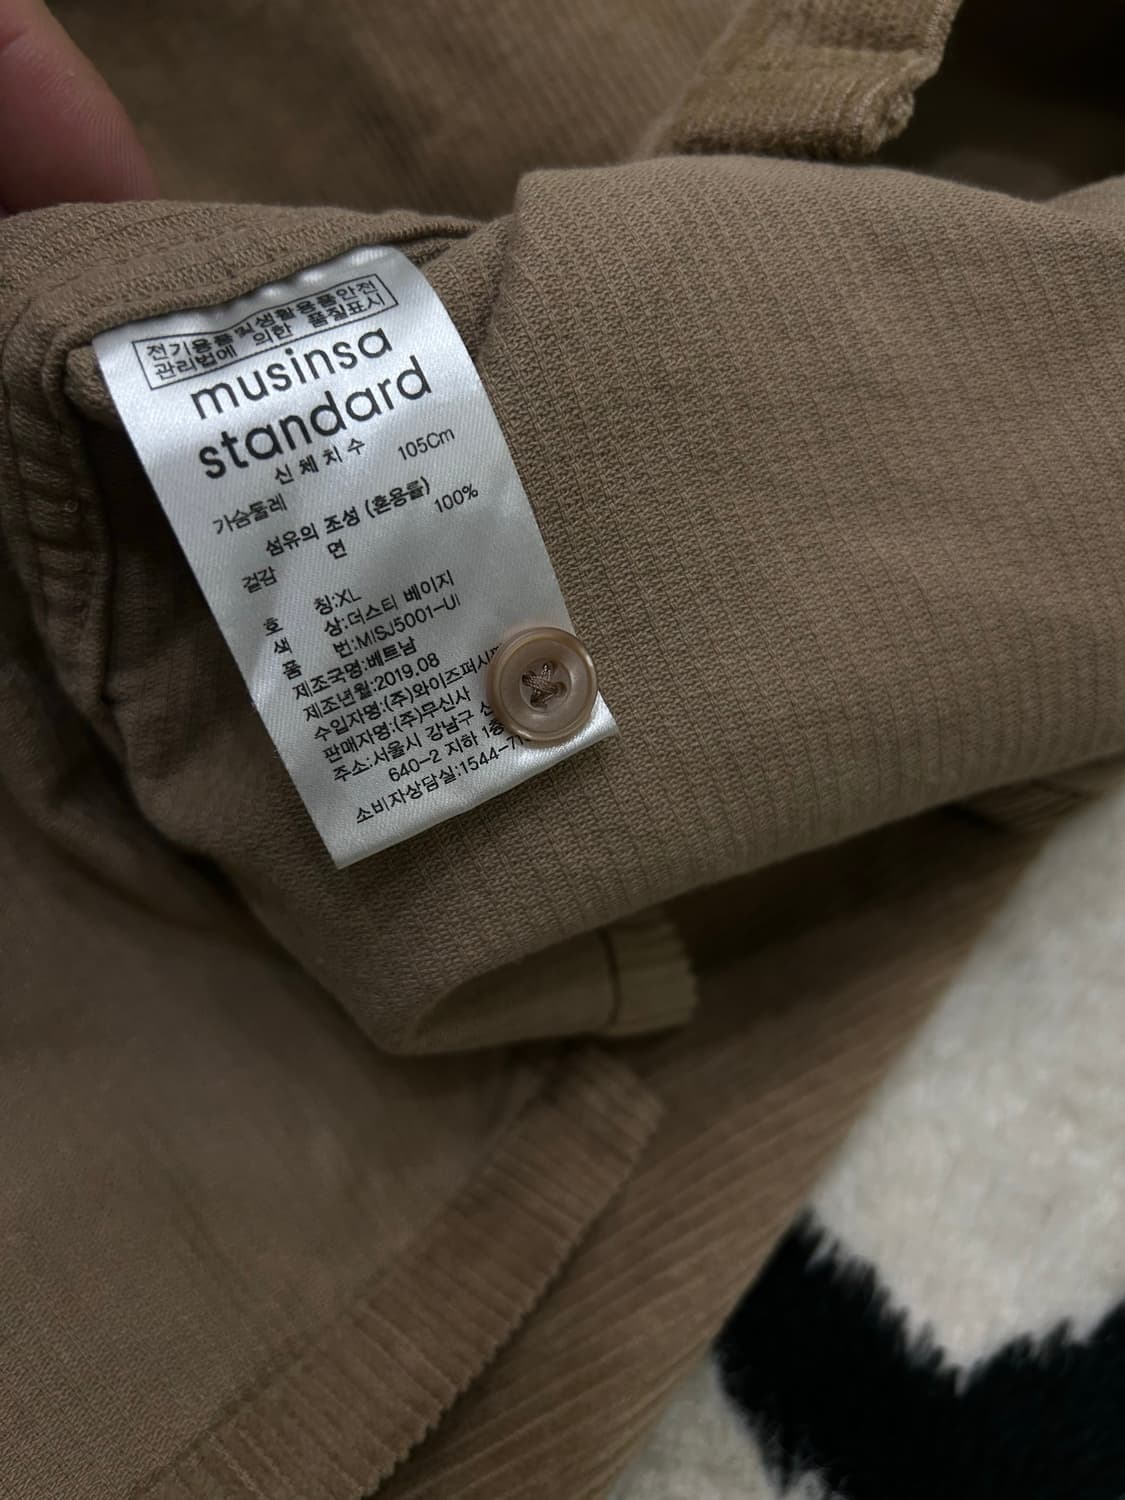 전기용품및생활용품안전
관리법에 의한 품질표시
musinsa
standard
신체치수
가슴둘레 105Cm
섬유의 조성 (혼용률)
겉감 면 100%
호 칭:XL
색 상:더스티 베이지
품 번:MISJ5001-UI
제조국명:베트남
제조년월:2019.08
수입자명:(주)와이즈퍼시픽
판매자명:(주)무신사
주소:서울시 강남구
640-2 지하
소비자상담실:1544-7